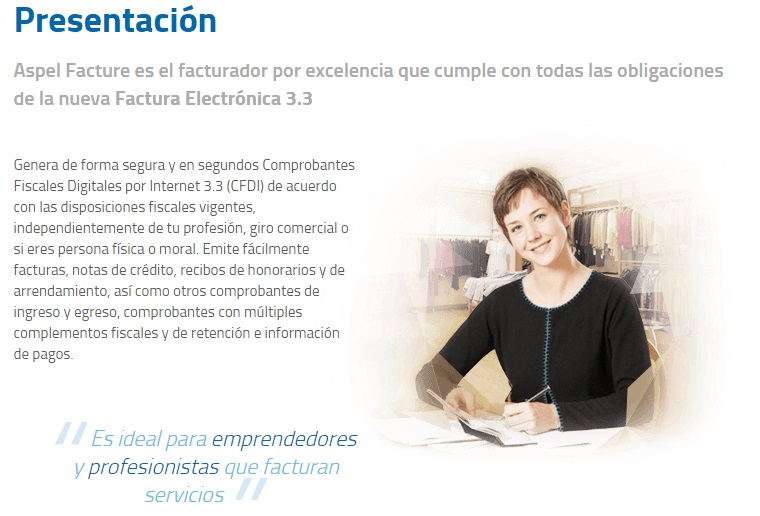 Presentación
Aspel Facture es el facturador por excelencia que cumple con todas las obligaciones
de la nueva Factura Electrónica 3.3
Genera de forma segura y en segundos Comprobantes
Fiscales Digitales por Internet 3.3 (CFDI) de acuerdo
con las disposiciones fiscales vigentes,
independientemente de tu profesión, giro comercial o
si eres persona física o moral. Emite fácilmente
facturas, notas de crédito, recibos de honorarios y de
arrendamiento, así como otros comprobantes de
ingreso y egreso, comprobantes con múltiples
complementos fiscales y de retención e información
de pagos.
"Es ideal para emprendedores
y profesionistas que facturan
servicios"